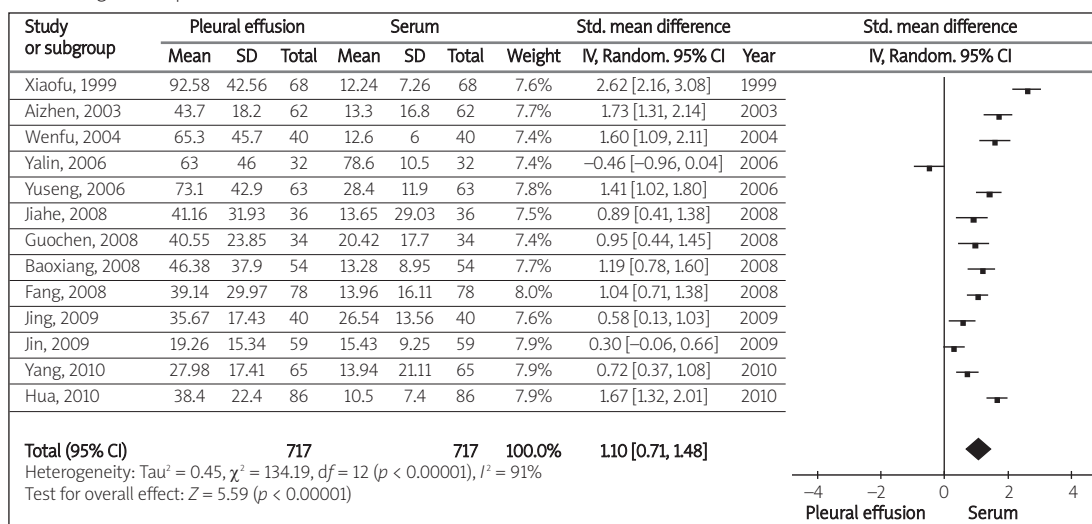 Study Pleural effusion Serum Std. mean difference Std. mean difference
or subgroup Mean SD Total Mean SD Total Weight IV, Random. 95% CI Year IV, Random. 95% CI
Xiaofu, 1999 92.58 42.56 68 12.24 7.26 68 7.6% 2.62 [2.16, 3.08] 1999
Aizhen, 2003 43.7 18.2 62 13.3 16.8 62 7.7% 1.73 [1.31, 2.14] 2003
Wenfu, 2004 65.3 45.7 40 12.6 6 40 7.4% 1.60 [1.09, 2.11] 2004
Yalin, 2006 63 46 32 78.6 10.5 32 7.4% −0.46 [−0.96, 0.04] 2006
Yuseng, 2006 73.1 42.9 63 28.4 11.9 63 7.8% 1.41 [1.02, 1.80] 2006
Jiahe, 2008 41.16 31.93 36 13.65 29.03 36 7.5% 0.89 [0.41, 1.38] 2008
Guochen, 2008 40.55 23.85 34 20.42 17.7 34 7.4% 0.95 [0.44, 1.45] 2008
Baoxiang, 2008 46.38 37.9 54 13.28 8.95 54 7.7% 1.19 [0.78, 1.60] 2008
Fang, 2008 39.14 29.97 78 13.96 16.11 78 8.0% 1.04 [0.71, 1.38] 2008
Jing, 2009 35.67 17.43 40 26.54 13.56 40 7.6% 0.58 [0.13, 1.03] 2009
Jin, 2009 19.26 15.34 59 15.43 9.25 59 7.9% 0.30 [−0.06, 0.66] 2009
Yang, 2010 27.98 17.41 65 13.94 21.11 65 7.9% 0.72 [0.37, 1.08] 2010
Hua, 2010 38.4 22.4 86 10.5 7.4 86 7.9% 1.67 [1.32, 2.01] 2010
Total (95% CI) 717 717 100.0% 1.10 [0.71, 1.48]
Heterogeneity: Tau² = 0.45, χ² = 134.19, df = 12 (p < 0.00001), I² = 91%
Test for overall effect: Z = 5.59 (p < 0.00001)
−4 −2 0 2 4
Pleural effusion Serum